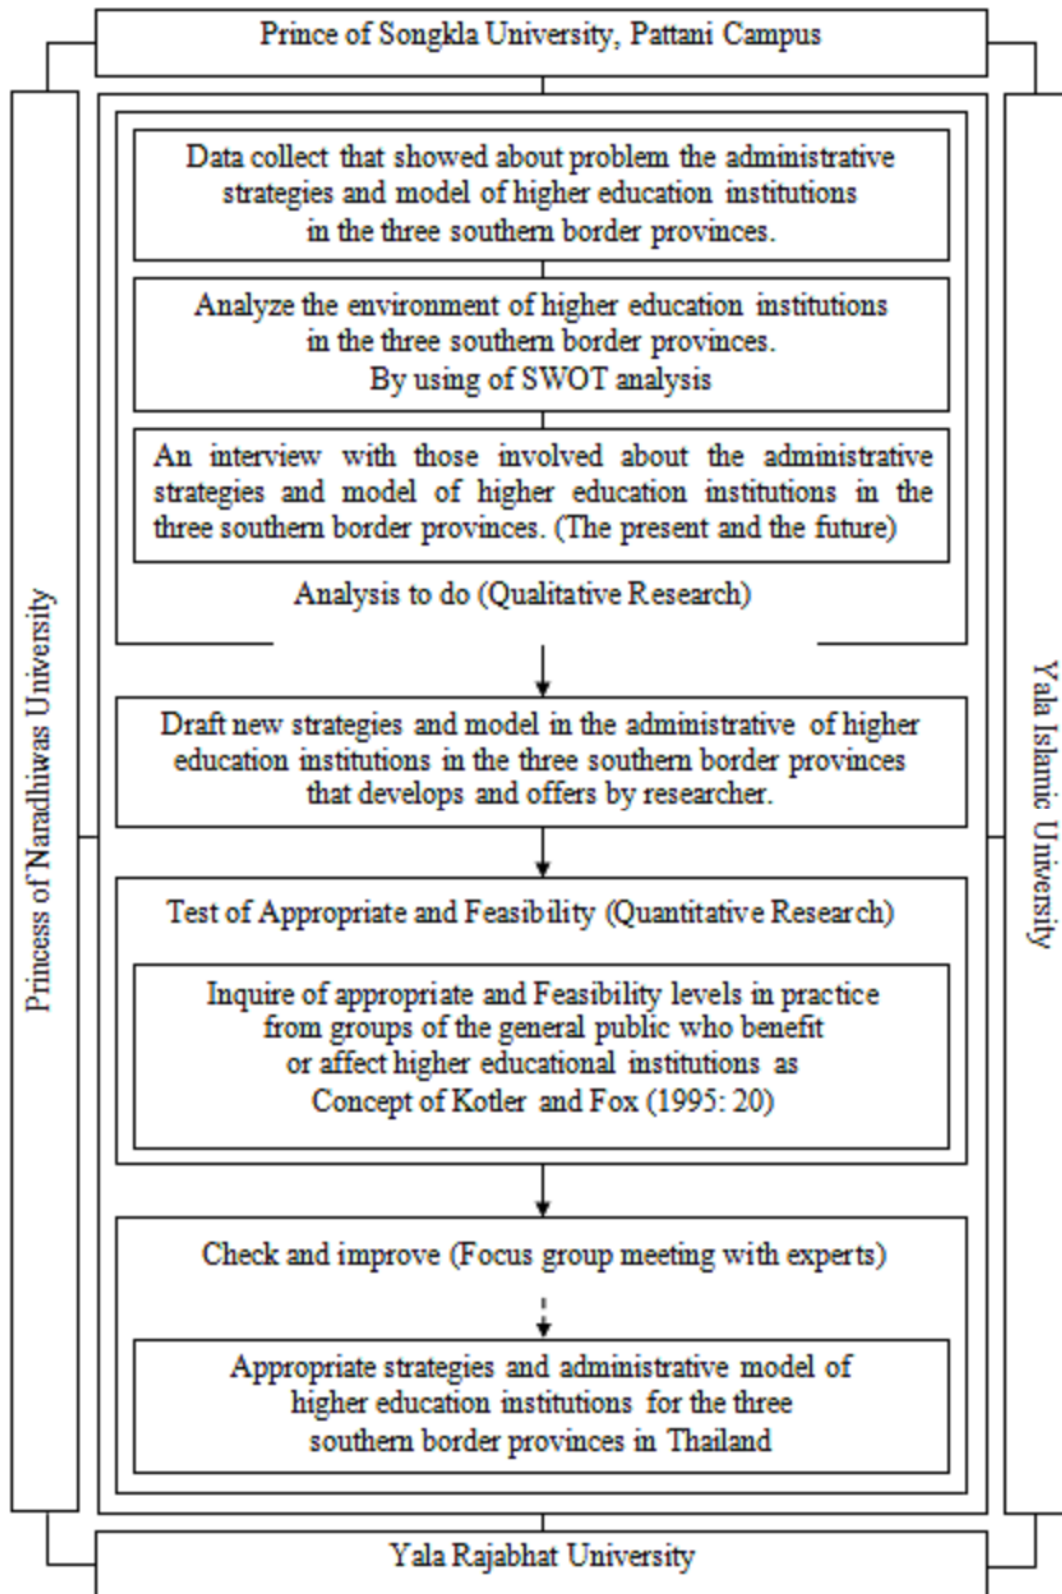 Prince of Songkla University, Pattani Campus
Data collect that showed about problem the administrative
strategies and model of higher education institutions
in the three southern border provinces.
Analyze the environment of higher education institutions
in the three southern border provinces.
By using of SWOT analysis
An interview with those involved about the administrative
strategies and model of higher education institutions in the
three southern border provinces. (The present and the future)
Analysis to do (Qualitative Research)
Draft new strategies and model in the administrative of higher
education institutions in the three southern border provinces
that develops and offers by researcher.
Test of Appropriate and Feasibility (Quantitative Research)
Inquire of appropriate and Feasibility levels in practice
from groups of the general public who benefit
or affect higher educational institutions as
Concept of Kotler and Fox (1995: 20)
Check and improve (Focus group meeting with experts)
Appropriate strategies and administrative model of
higher education institutions for the three
southern border provinces in Thailand
Princess of Naradhiwas University
Yala Islamic University
Yala Rajabhat University